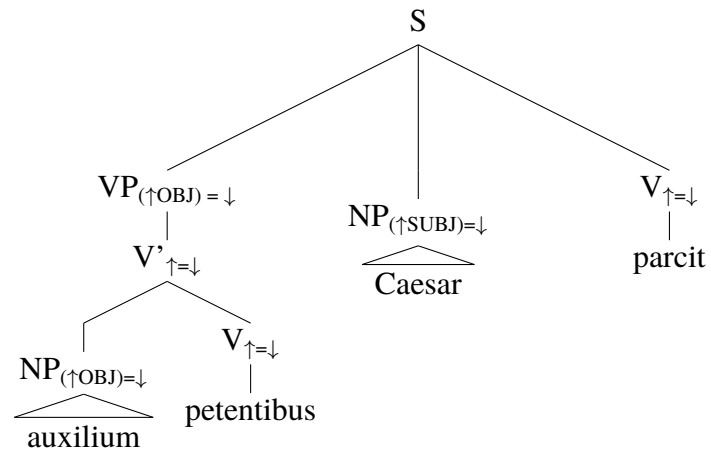 S
VP(↑OBJ) = ↓
NP(↑SUBJ)=↓
V↑=↓
V’↑=↓
Caesar
parcit
NP(↑OBJ)=↓
V↑=↓
auxilium
petentibus